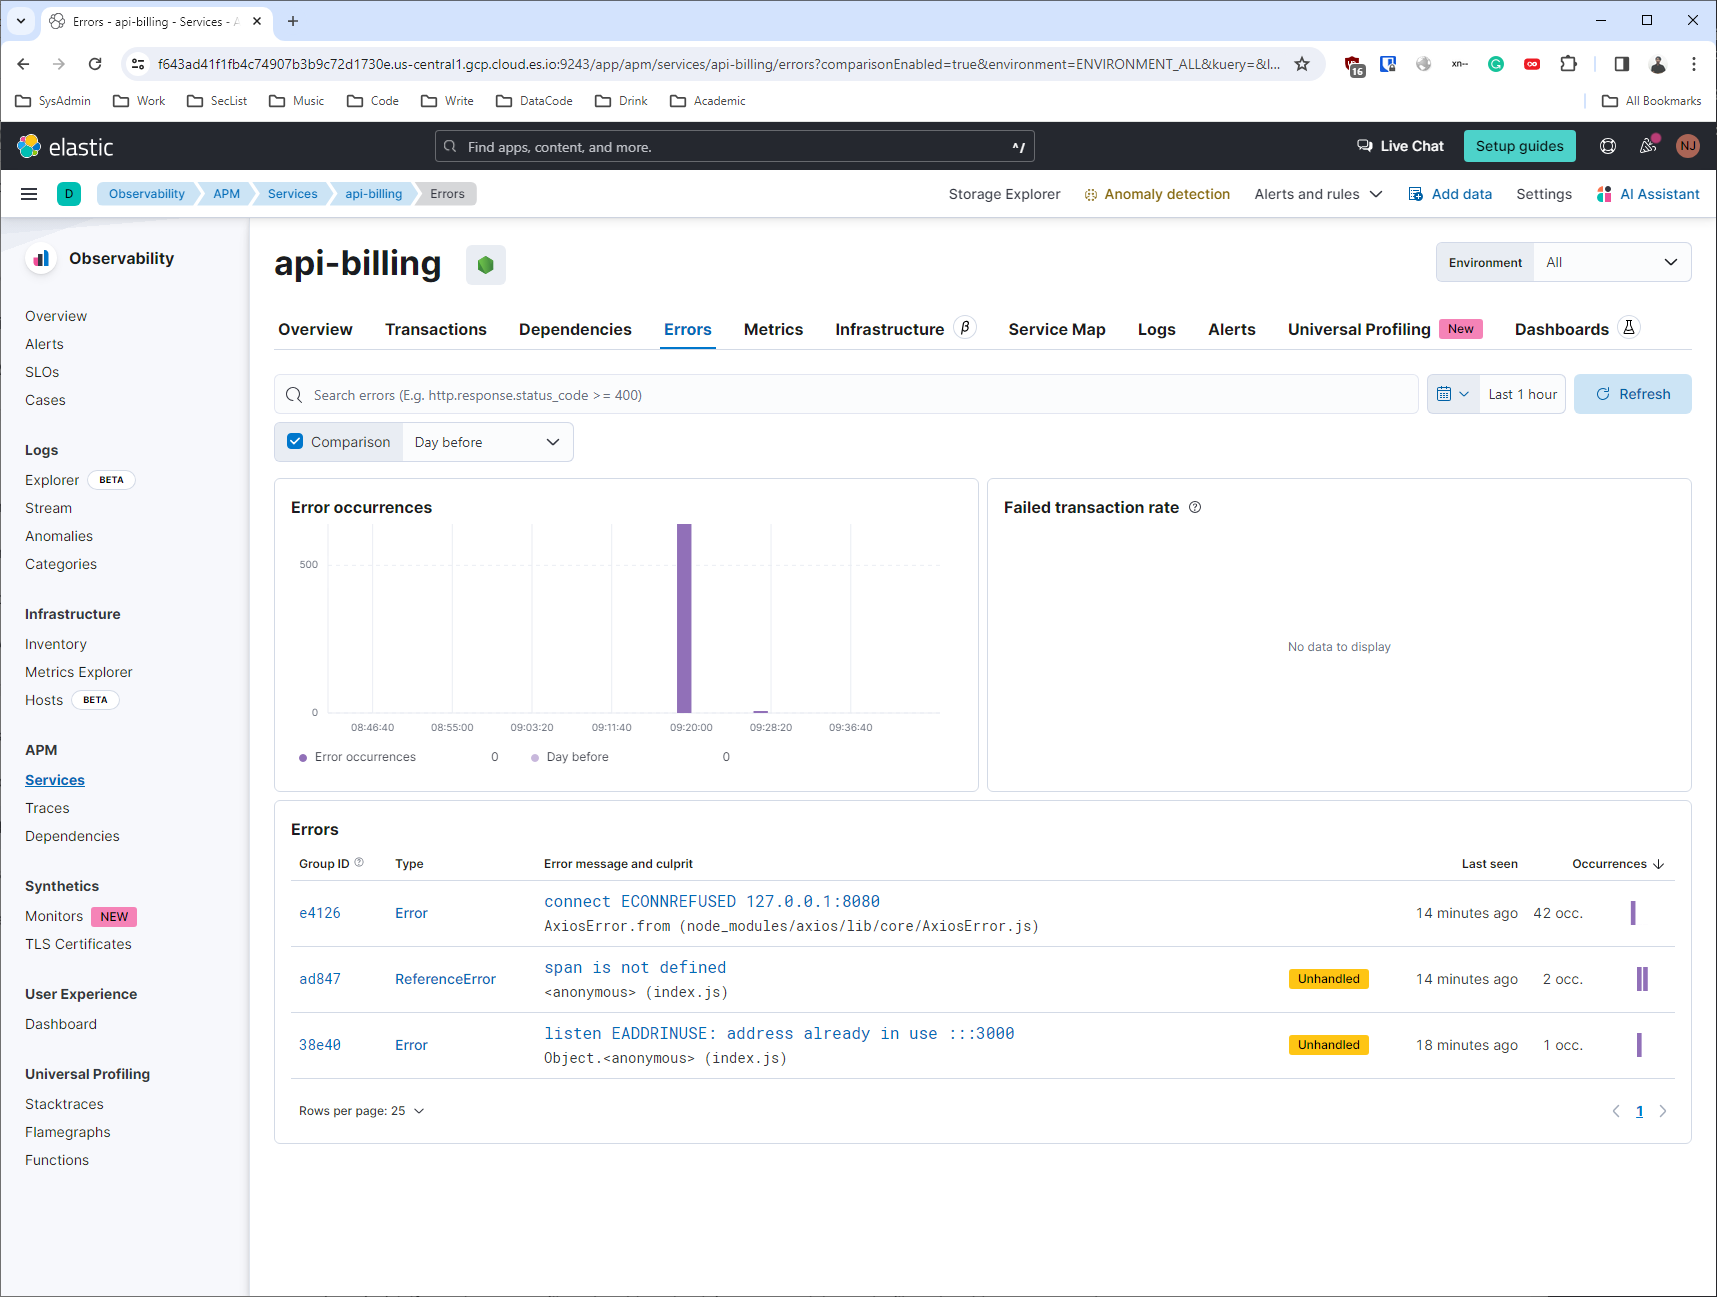 Errors - api-billing - Services - A
f643ad41f1fb4c74907b3b9c72d1730e.us-central1.gcp.cloud.es.io:9243/app/apm/services/api-billing/errors?comparisonEnabled=true&environment=ENVIRONMENT_ALL&kuery=&l...
16
xn--
SysAdmin Work SecList Music Code Write DataCode Drink Academic All Bookmarks
elastic
Find apps, content, and more.
^/
Live Chat
Setup guides
NJ
D
Observability APM Services api-billing Errors
Storage Explorer Anomaly detection Alerts and rules Add data Settings AI Assistant
Observability
Overview
Alerts
SLOs
Cases
Logs
Explorer BETA
Stream
Anomalies
Categories
Infrastructure
Inventory
Metrics Explorer
Hosts BETA
APM
Services
Traces
Dependencies
Synthetics
Monitors NEW
TLS Certificates
User Experience
Dashboard
Universal Profiling
Stacktraces
Flamegraphs
Functions
api-billing
Environment All
Overview Transactions Dependencies Errors Metrics Infrastructure β Service Map Logs Alerts Universal Profiling New Dashboards
Search errors (E.g. http.response.status_code >= 400)
Last 1 hour
Refresh
Comparison Day before
Error occurrences
500
0
08:46:40 08:55:00 09:03:20 09:11:40 09:20:00 09:28:20 09:36:40
Error occurrences 0 Day before 0
Failed transaction rate
No data to display
Errors
Group ID Type Error message and culprit Last seen Occurrences
e4126 Error connect ECONNREFUSED 127.0.0.1:8080 14 minutes ago 42 occ.
AxiosError.from (node_modules/axios/lib/core/AxiosError.js)
ad847 ReferenceError span is not defined Unhandled 14 minutes ago 2 occ.
<anonymous> (index.js)
38e40 Error listen EADDRINUSE: address already in use :::3000 Unhandled 18 minutes ago 1 occ.
Object.<anonymous> (index.js)
Rows per page: 25
1